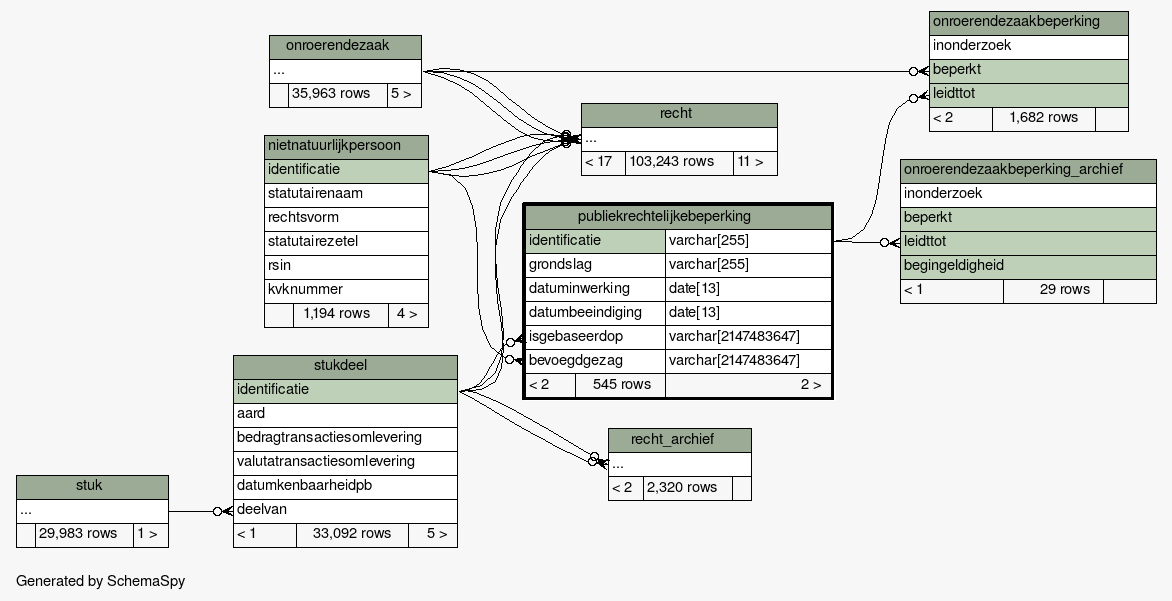 onroerendezaak
...
35,963 rows 5 >
nietnatuurlijkpersoon
identificatie
statutairenaam
rechtsvorm
statutairezetel
rsin
kvknummer
1,194 rows 4 >
stukdeel
identificatie
aard
bedragtransactiesomlevering
valutatransactiesomlevering
datumkenbaarheidpb
deelvan
< 1 33,092 rows 5 >
stuk
...
29,983 rows 1 >
recht
...
< 17 103,243 rows 11 >
publiekrechtelijkebeperking
identificatie varchar[255]
grondslag varchar[255]
datuminwerking date[13]
datumbeeindiging date[13]
isgebaseerdop varchar[2147483647]
bevoegdgezag varchar[2147483647]
< 2 545 rows 2 >
recht_archief
...
< 2 2,320 rows
onroerendezaakbeperking
inonderzoek
beperkt
leidttot
< 2 1,682 rows
onroerendezaakbeperking_archief
inonderzoek
beperkt
leidttot
begingeldigheid
< 1 29 rows
Generated by SchemaSpy